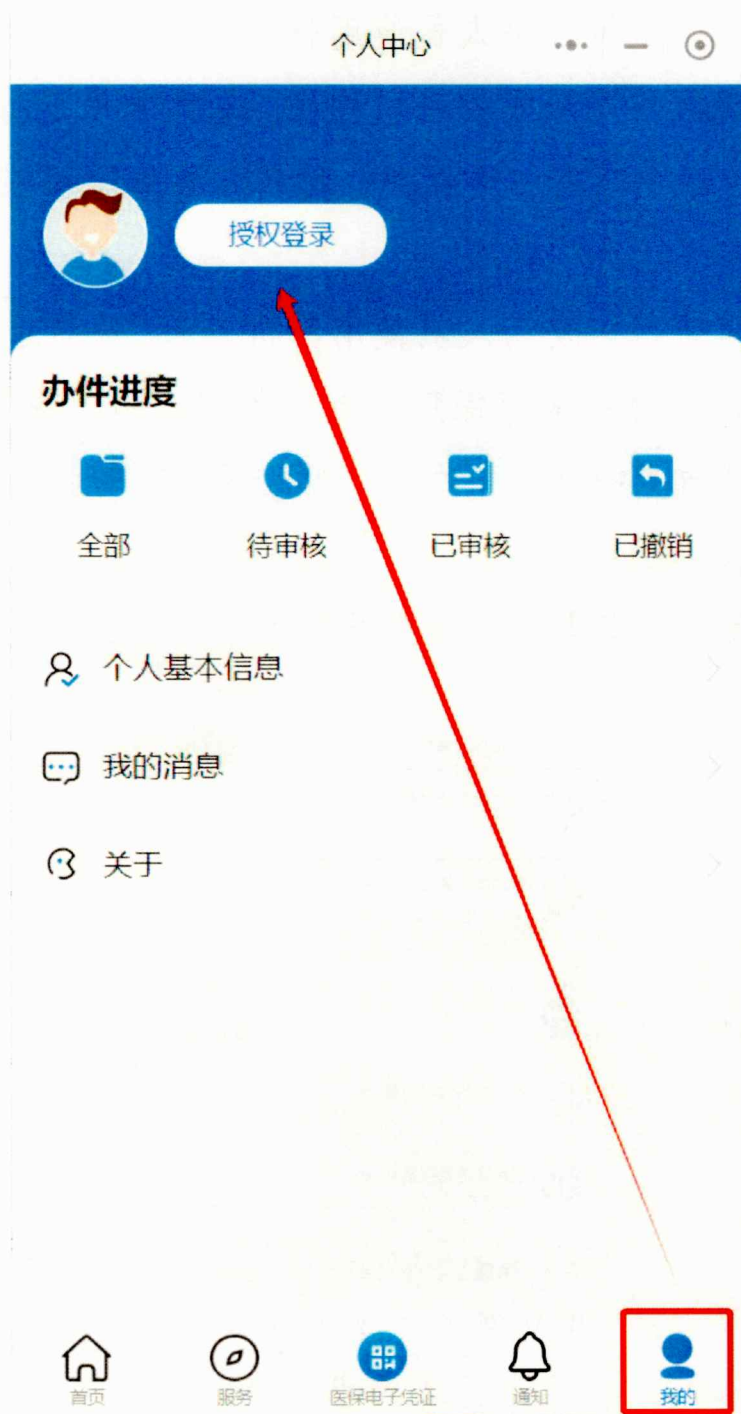 个人中心
授权登录
办件进度
全部 待审核 已审核 已撤销
个人基本信息
我的消息
关于
首页 服务 医保电子凭证 通知 我的